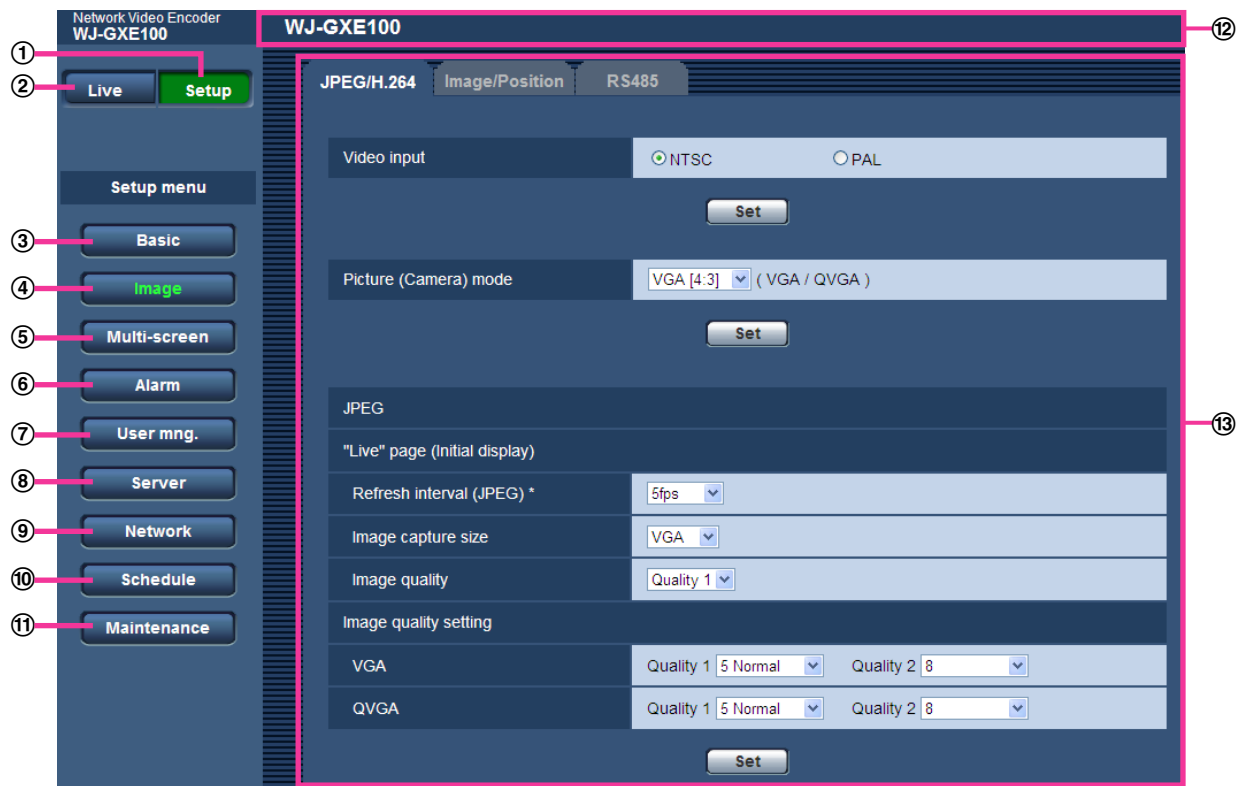 Network Video Encoder
WJ-GXE100
WJ-GXE100
⑫
①
②
Live Setup
JPEG/H.264 Image/Position RS485
Video input NTSC PAL
Set
Setup menu
③ Basic
④ Image
⑤ Multi-screen
⑥ Alarm
⑦ User mng.
⑧ Server
⑨ Network
⑩ Schedule
⑪ Maintenance
Picture (Camera) mode VGA [4:3] ( VGA / QVGA )
Set
JPEG
⑬
"Live" page (Initial display)
Refresh interval (JPEG) * 5fps
Image capture size VGA
Image quality Quality 1
Image quality setting
VGA Quality 1 5 Normal Quality 2 8
QVGA Quality 1 5 Normal Quality 2 8
Set